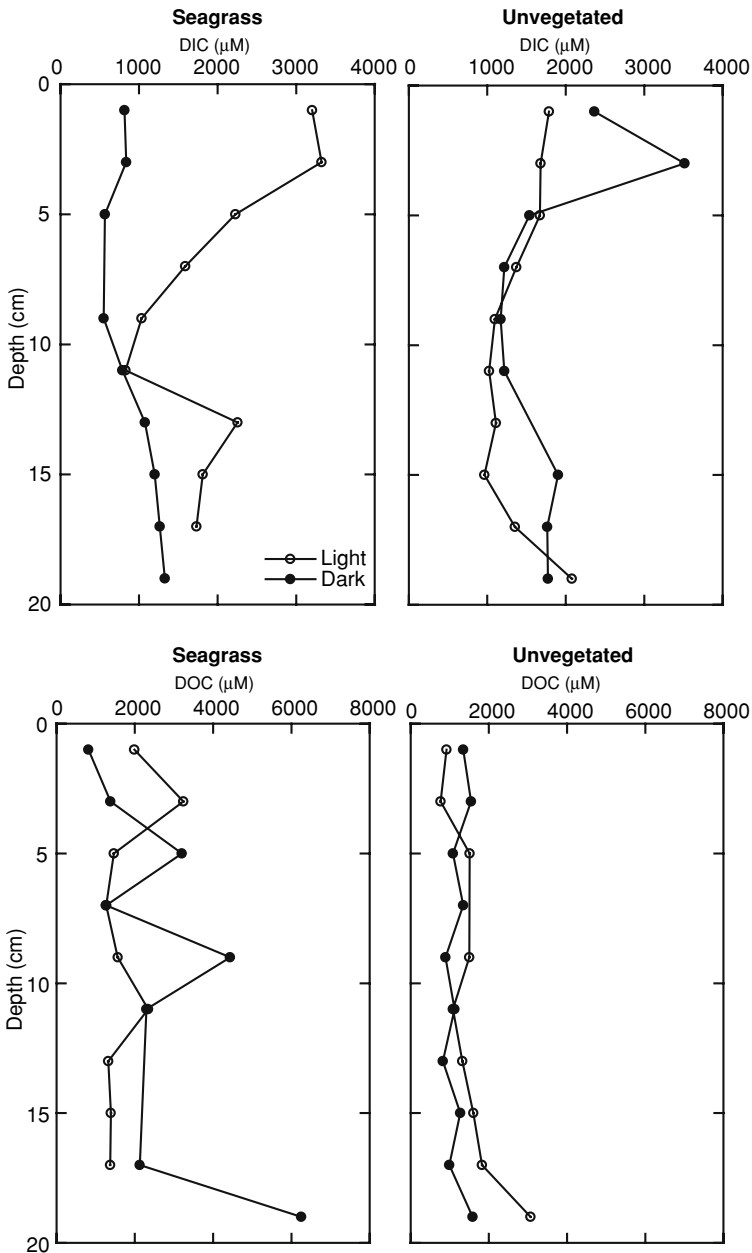 Seagrass Unvegetated
DIC (µM) DIC (µM)
0 1000 2000 3000 4000 0 1000 2000 3000 4000
0
5
10
15
20
Depth (cm)
Light
Dark
Seagrass Unvegetated
DOC (µM) DOC (µM)
0 2000 4000 6000 8000 0 2000 4000 6000 8000
0
5
10
15
20
Depth (cm)